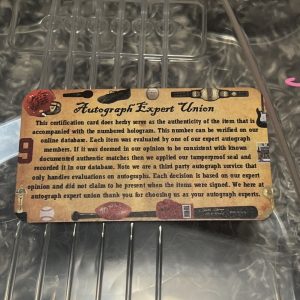 Autograph Expert Union
This certification card does herby serve as the authenticity of the item that is
accompanied with the numbered hologram. This number can be verified on our
online database. Each item was evaluated by one of our expert autograph
members. If it was deemed in our opinion to be consistent with known
documented authentic matches then we applied our tamperproof seal and
recorded it in our database. Note we are a third party autograph service that
only handles evaluations on autographs. Each decision is based on our expert
opinion and did not claim to be present when the items were signed. We here at
autograph expert union thank you for choosing us as your autograph experts.
9